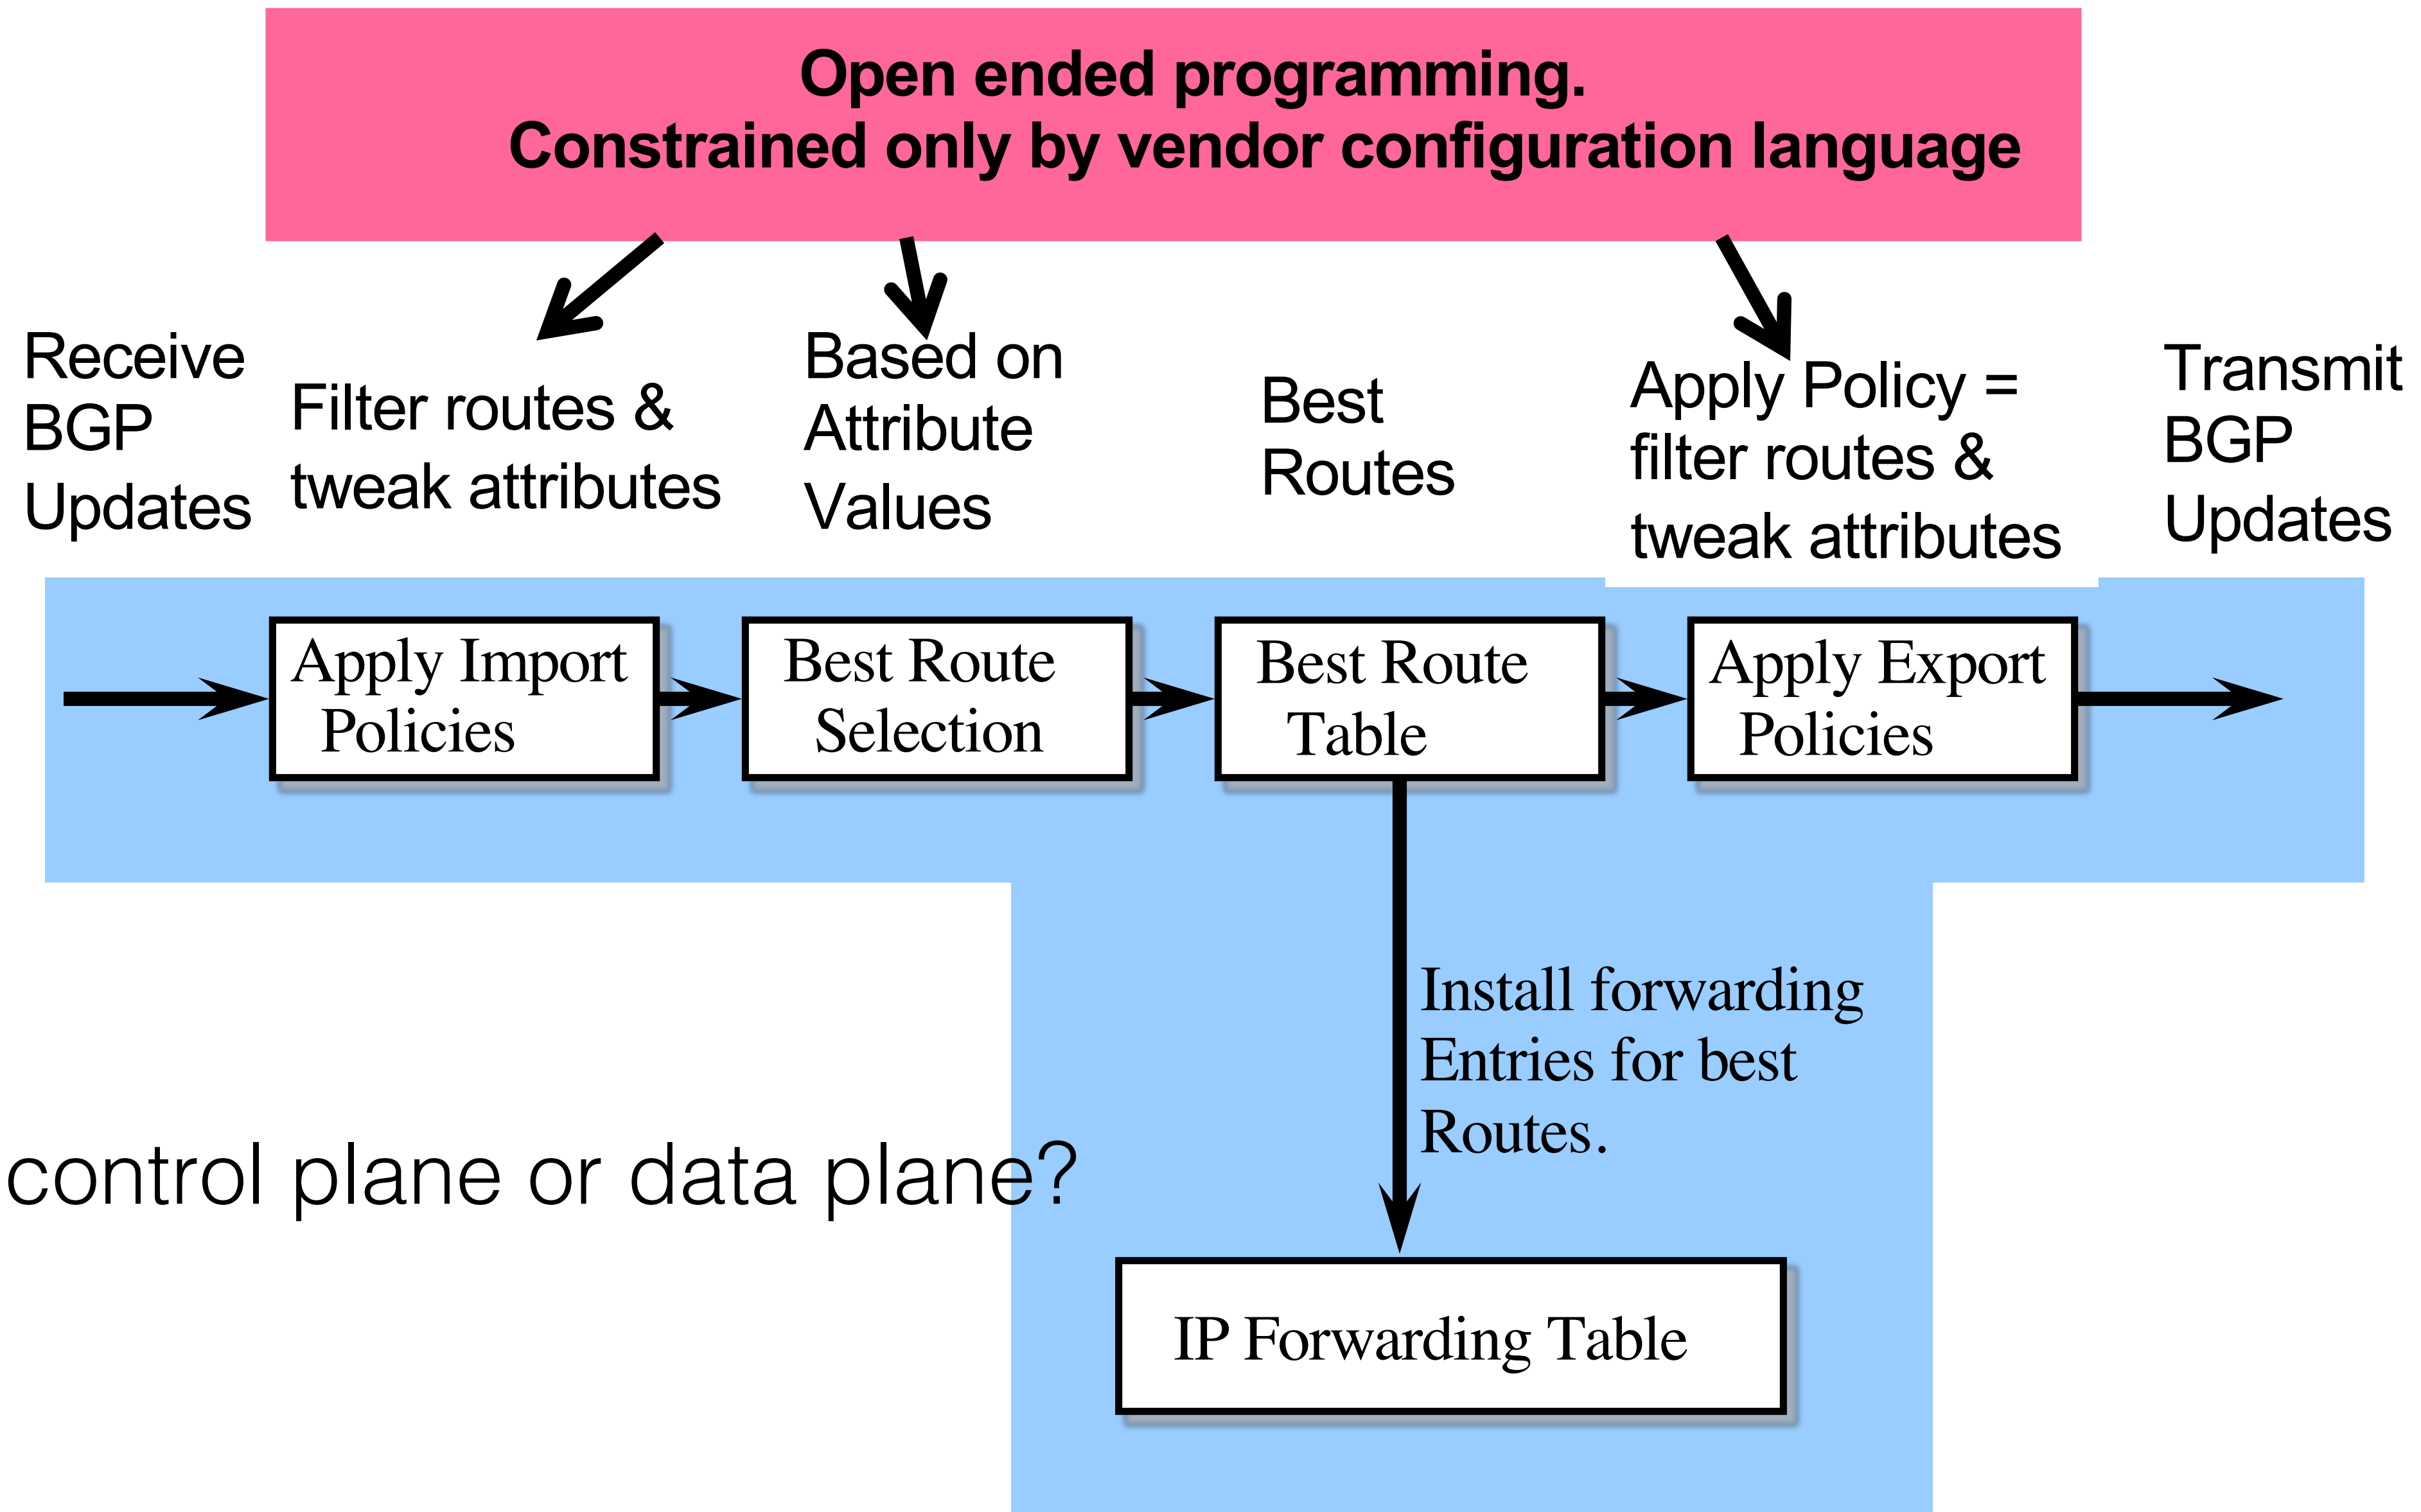 Open ended programming.
Constrained only by vendor configuration language
Receive
BGP
Updates
Filter routes &
tweak attributes
Based on
Attribute
Values
Best
Routes
Apply Policy =
filter routes &
tweak attributes
Transmit
BGP
Updates
Apply Import
Policies
Best Route
Selection
Best Route
Table
Apply Export
Policies
Install forwarding
Entries for best
Routes.
control plane or data plane?
IP Forwarding Table